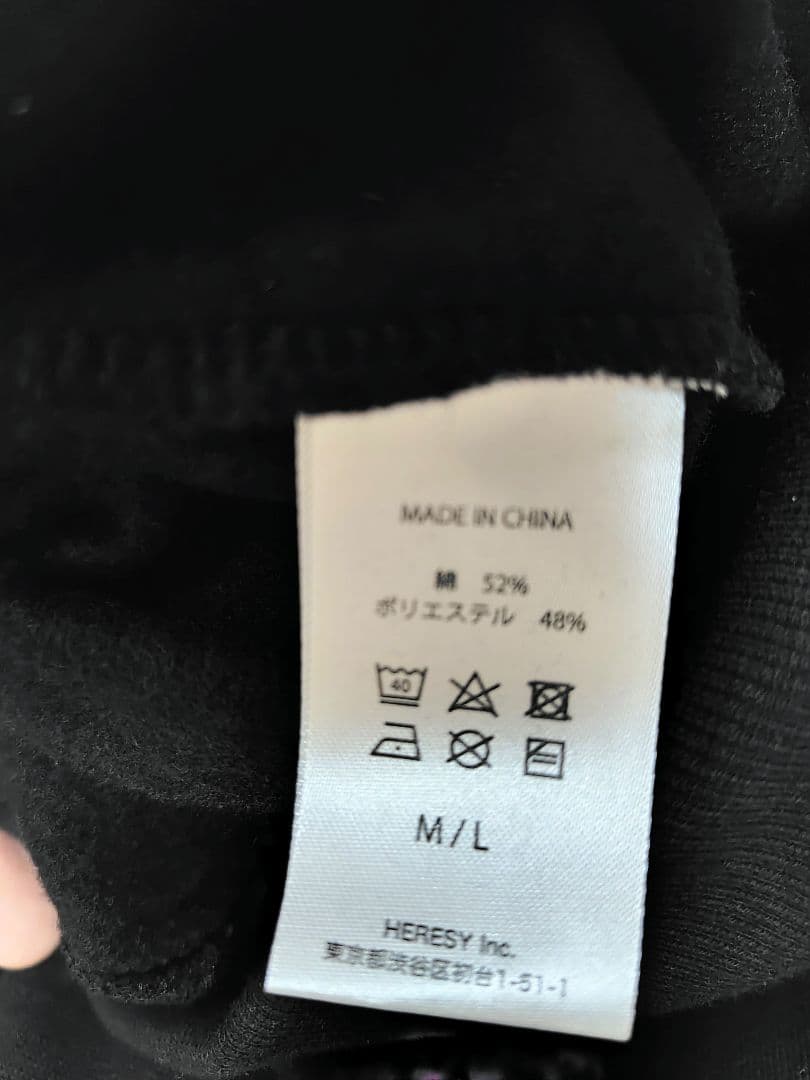 MADE IN CHINA
綿 52%
ポリエステル 48%
40
M/L
HERESY Inc.
東京都渋谷区初台1-51-1